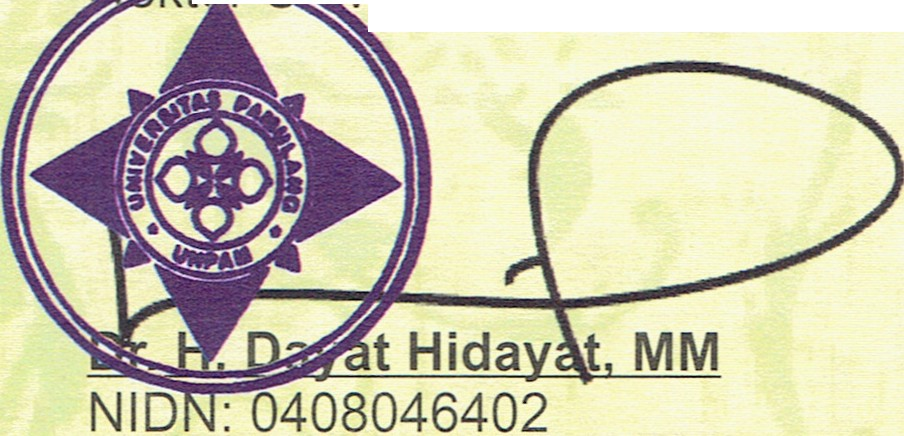 UNIVERSITAS PAMULANG
UNPAM
Dr. H. Dayat Hidayat, MM
NIDN: 0408046402